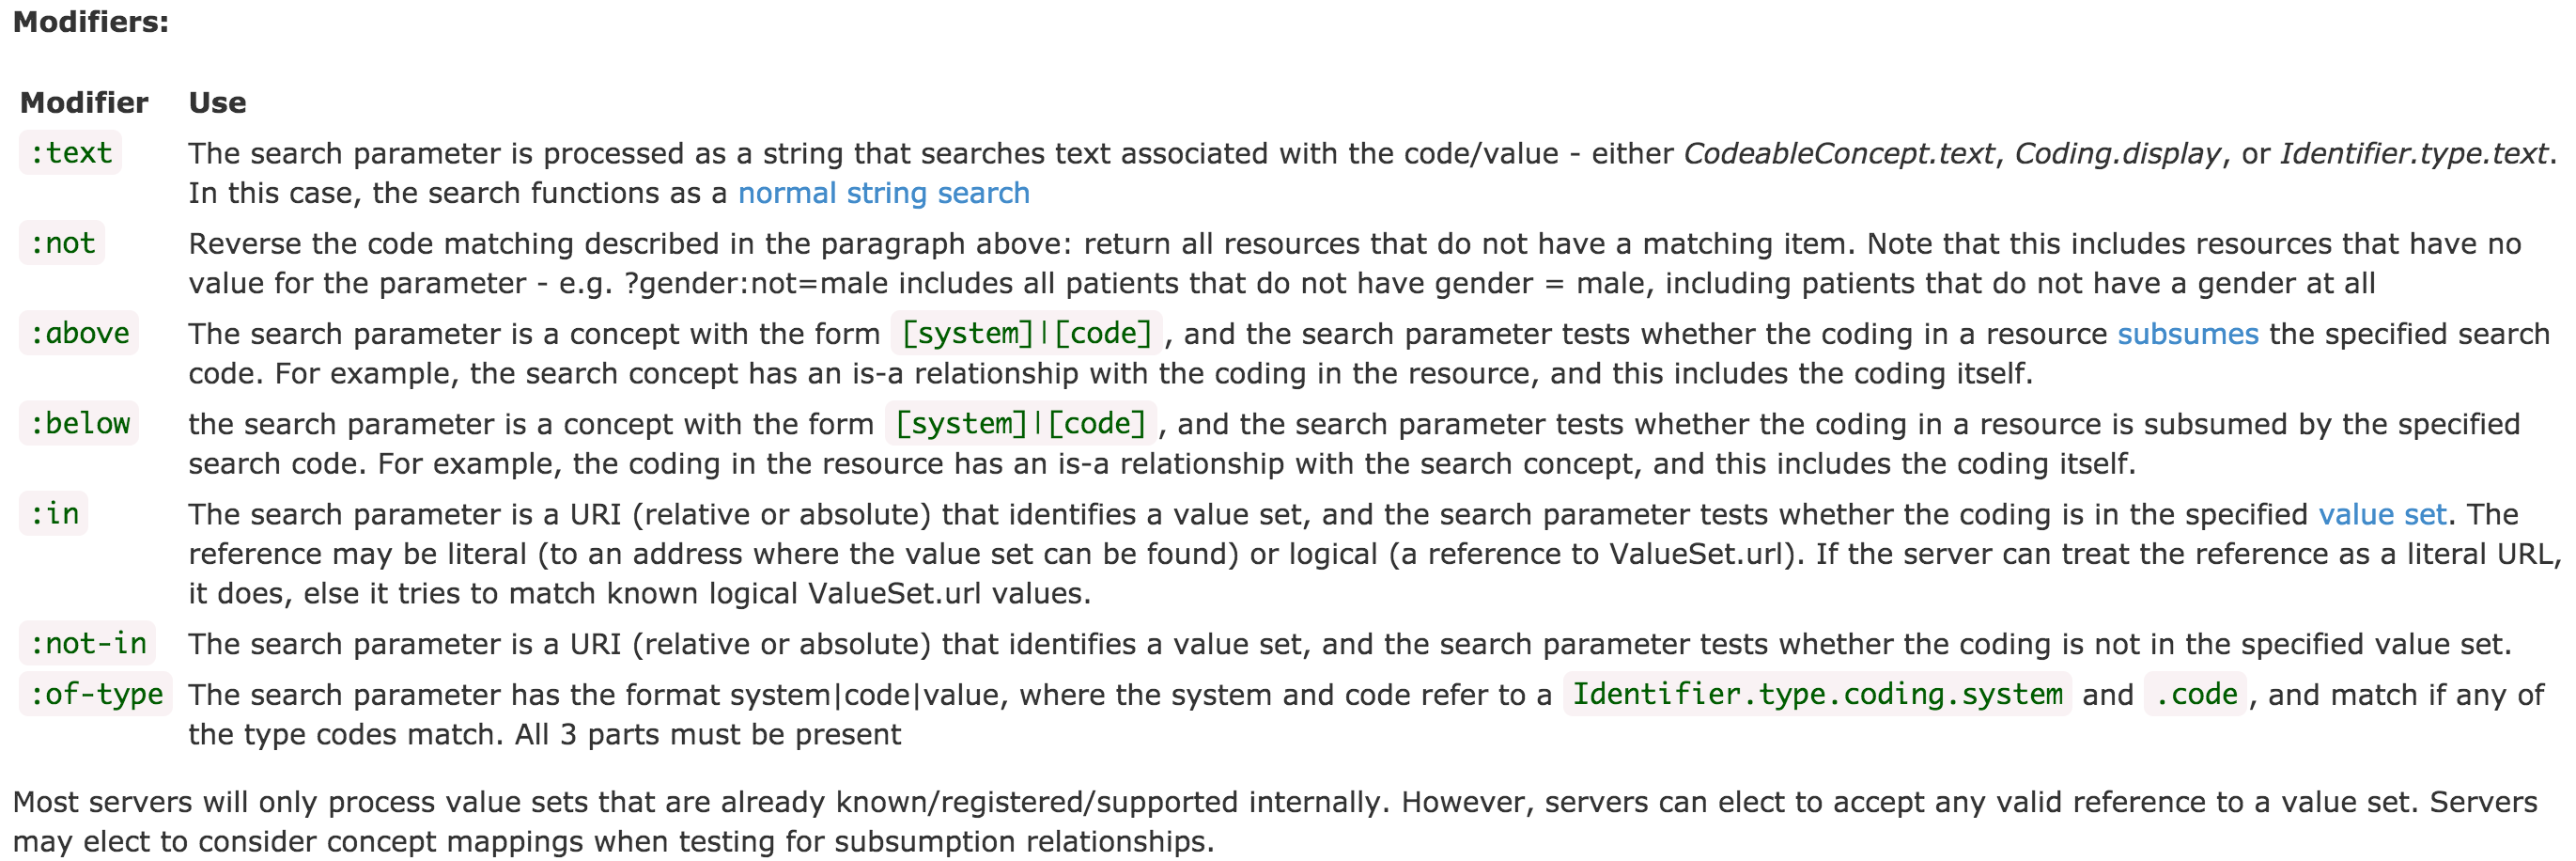 Modifiers:
Modifier Use
:text The search parameter is processed as a string that searches text associated with the code/value - either CodeableConcept.text, Coding.display, or Identifier.type.text.
In this case, the search functions as a normal string search
:not Reverse the code matching described in the paragraph above: return all resources that do not have a matching item. Note that this includes resources that have no
value for the parameter - e.g. ?gender:not=male includes all patients that do not have gender = male, including patients that do not have a gender at all
:above The search parameter is a concept with the form [system]|[code], and the search parameter tests whether the coding in a resource subsumes the specified search
code. For example, the search concept has an is-a relationship with the coding in the resource, and this includes the coding itself.
:below the search parameter is a concept with the form [system]|[code], and the search parameter tests whether the coding in a resource is subsumed by the specified
search code. For example, the coding in the resource has an is-a relationship with the search concept, and this includes the coding itself.
:in The search parameter is a URI (relative or absolute) that identifies a value set, and the search parameter tests whether the coding is in the specified value set. The
reference may be literal (to an address where the value set can be found) or logical (a reference to ValueSet.url). If the server can treat the reference as a literal URL,
it does, else it tries to match known logical ValueSet.url values.
:not-in The search parameter is a URI (relative or absolute) that identifies a value set, and the search parameter tests whether the coding is not in the specified value set.
:of-type The search parameter has the format system|code|value, where the system and code refer to a Identifier.type.coding.system and .code, and match if any of
the type codes match. All 3 parts must be present
Most servers will only process value sets that are already known/registered/supported internally. However, servers can elect to accept any valid reference to a value set. Servers
may elect to consider concept mappings when testing for subsumption relationships.